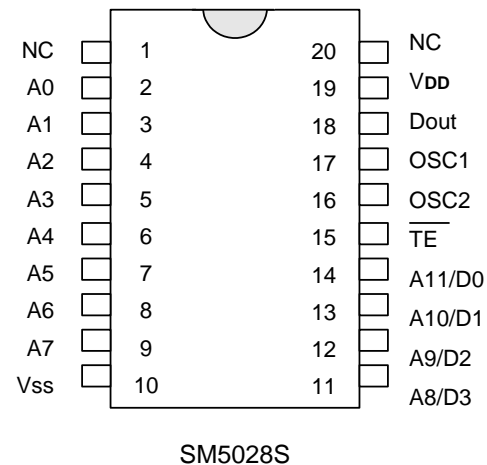 NC 1 20 NC
A0 2 19 VDD
A1 3 18 Dout
A2 4 17 OSC1
A3 5 16 OSC2
A4 6 15 T̅E̅
A5 7 14 A11/D0
A6 8 13 A10/D1
A7 9 12 A9/D2
Vss 10 11 A8/D3
SM5028S